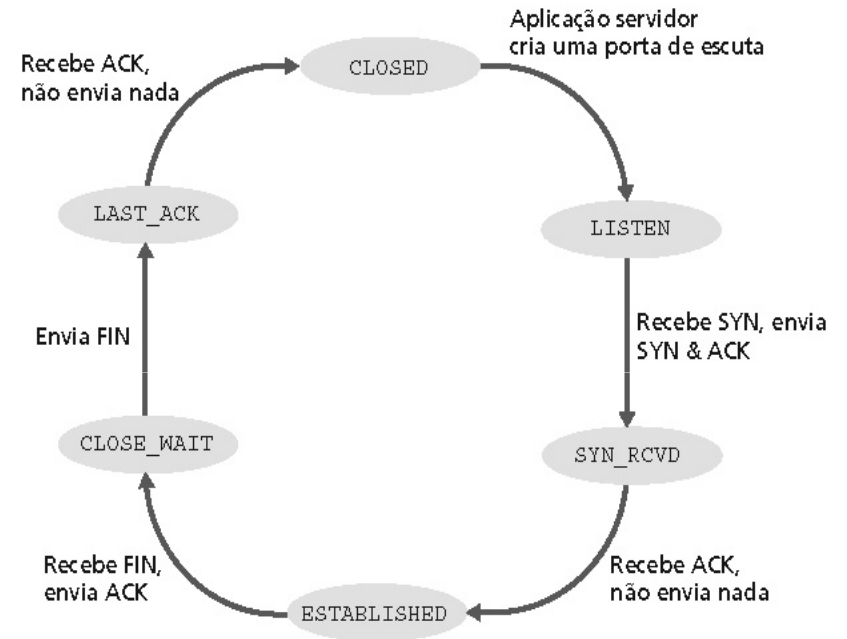 Aplicação servidor
cria uma porta de escuta
CLOSED
Recebe ACK,
não envia nada
LAST_ACK
LISTEN
Envia FIN
Recebe SYN, envia
SYN & ACK
CLOSE_WAIT
SYN_RCVD
Recebe FIN,
envia ACK
Recebe ACK,
não envia nada
ESTABLISHED